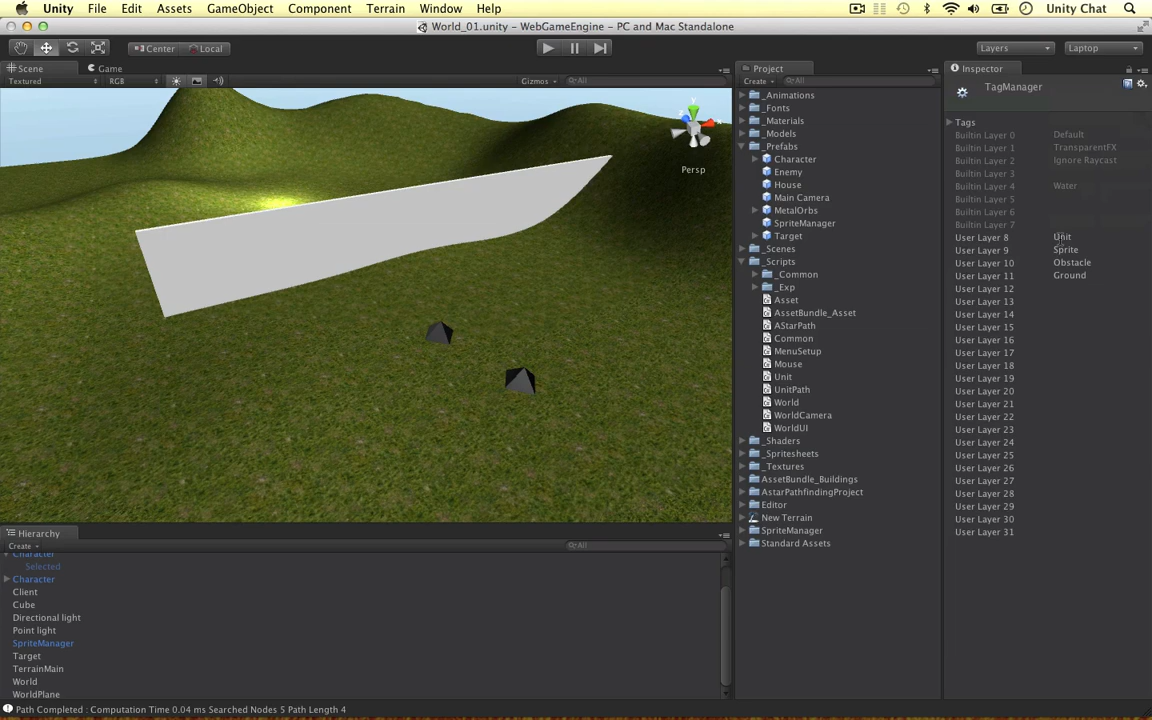 Unity File Edit Assets GameObject Component Terrain Window Help Unity Chat
World_01.unity - WebGameEngine - PC and Mac Standalone
Center Local Layers Laptop
Scene Game Project Inspector
Textured RGB Gizmos All Create All
TagManager
Persp
_Animations
_Fonts
_Materials
_Models
_Prefabs
Character
Enemy
House
Main Camera
MetalOrbs
SpriteManager
Target
_Scenes
_Scripts
_Common
_Exp
Asset
AssetBundle_Asset
AStarPath
Common
MenuSetup
Mouse
Unit
UnitPath
World
WorldCamera
WorldUI
_Shaders
_Spritesheets
_Textures
AssetBundle_Buildings
AstarPathfindingProject
Editor
New Terrain
SpriteManager
Standard Assets
Tags
Builtin Layer 0 Default
Builtin Layer 1 TransparentFX
Builtin Layer 2 Ignore Raycast
Builtin Layer 3
Builtin Layer 4 Water
Builtin Layer 5
Builtin Layer 6
Builtin Layer 7
User Layer 8 Unit
User Layer 9 Sprite
User Layer 10 Obstacle
User Layer 11 Ground
User Layer 12
User Layer 13
User Layer 14
User Layer 15
User Layer 16
User Layer 17
User Layer 18
User Layer 19
User Layer 20
User Layer 21
User Layer 22
User Layer 23
User Layer 24
User Layer 25
User Layer 26
User Layer 27
User Layer 28
User Layer 29
User Layer 30
User Layer 31
Hierarchy
Create All
Character
Selected
Character
Client
Cube
Directional light
Point light
SpriteManager
Target
TerrainMain
World
WorldPlane
Path Completed : Computation Time 0.04 ms Searched Nodes 5 Path Length 4